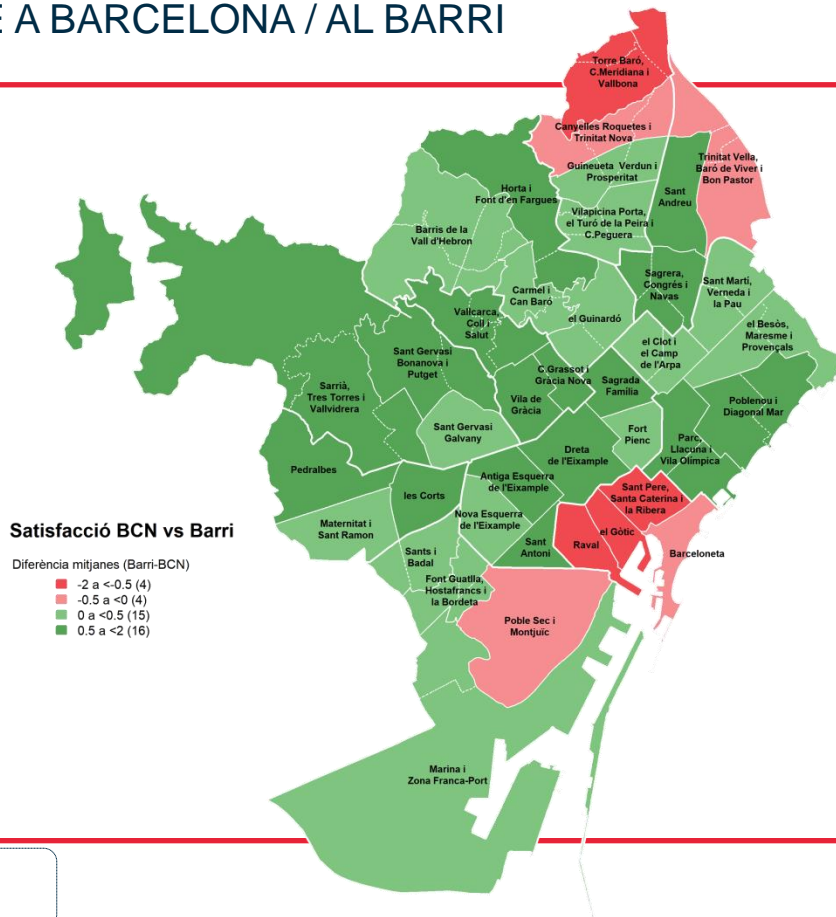 E A BARCELONA / AL BARRI
Torre Baró,
C.Meridiana i
Vallbona
Canyelles Roquetes i
Trinitat Nova
Guineueta Verdun i
Prosperitat
Trinitat Vella,
Baró de Viver i
Bon Pastor
Horta i
Font d'en Fargues
Sant
Andreu
Vilapicina Porta,
el Turó de la Peira i
C.Peguera
Barris de la
Vall d'Hebron
Sagrera,
Congrés i
Navas
Sant Martí,
Verneda i
la Pau
Carmel i
Can Baró
el Guinardó
Vallcarca,
Coll i
Salut
el Besòs,
Maresme i
Provençals
el Clot i
el Camp
de l'Arpa
Sant Gervasi
Bonanova i
Putget
C.Grassot i
Gràcia Nova
Sagrada
Família
Sarrià,
Tres Torres i
Vallvidrera
Vila de
Gràcia
Poblenou i
Diagonal Mar
Sant Gervasi
Galvany
Fort
Pienc
Parc,
Llacuna i
Vila Olímpica
Dreta
de l'Eixample
Pedralbes
Antiga Esquerra
de l'Eixample
les Corts
Sant Pere,
Santa Caterina i
la Ribera
Nova Esquerra
de l'Eixample
Maternitat i
Sant Ramon
el Gòtic
Sant
Antoni
Raval
Barceloneta
Sants i
Badal
Font Guatlla,
Hostafrancs i
la Bordeta
Poble Sec i
Montjuïc
Marina i
Zona Franca-Port
Satisfacció BCN vs Barri
Diferència mitjanes (Barri-BCN)
-2 a <-0.5 (4)
-0.5 a <0 (4)
0 a <0.5 (15)
0.5 a <2 (16)